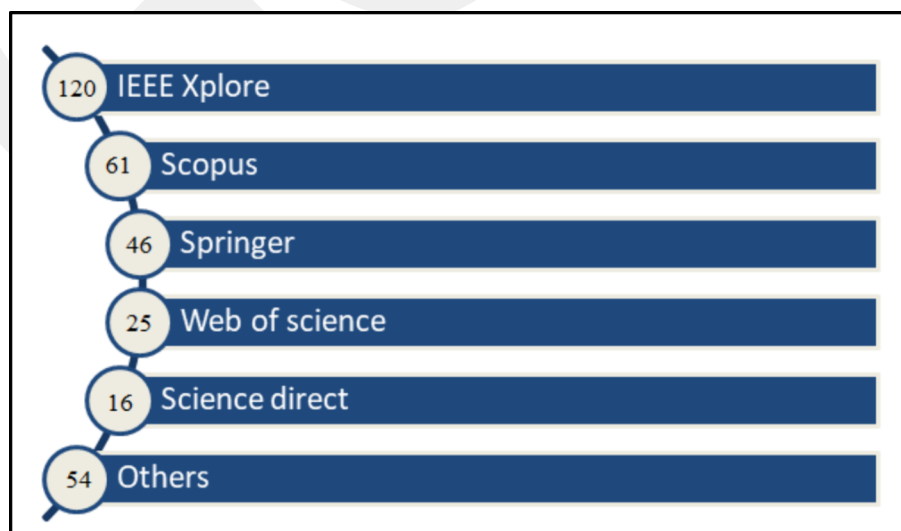 120 IEEE Xplore
61 Scopus
46 Springer
25 Web of science
16 Science direct
54 Others